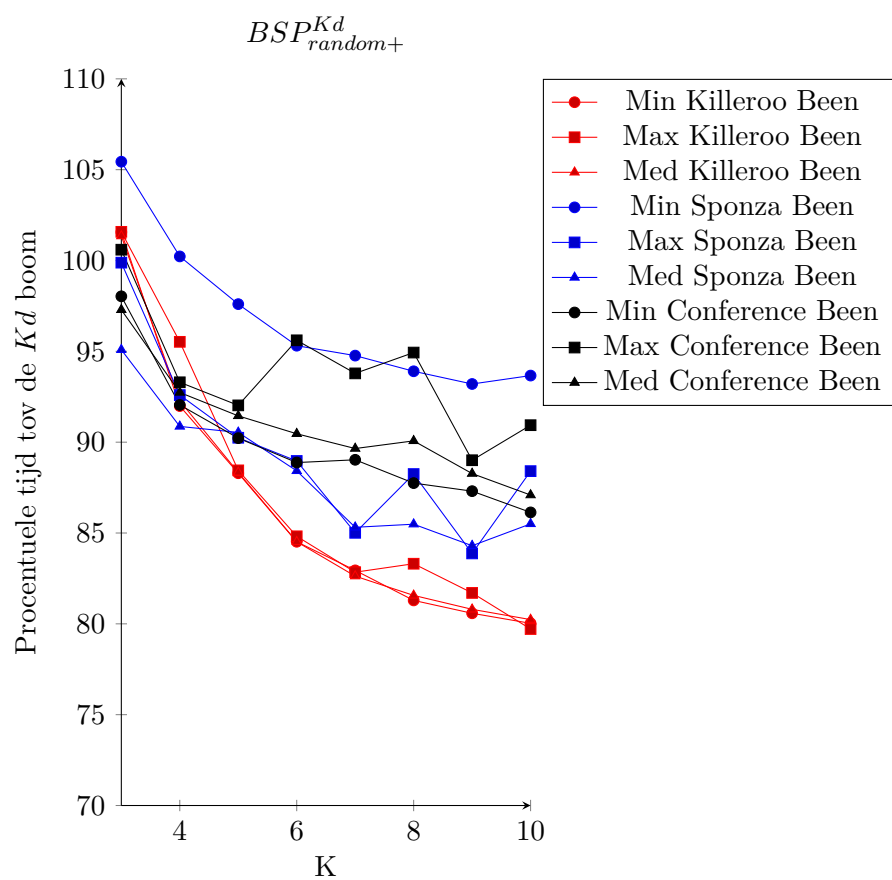 BSP^{Kd}_{random+}
110
105
100
95
90
85
80
75
70
4
6
8
10
K
Procentuele tijd tov de Kd boom
Min Killeroo Been
Max Killeroo Been
Med Killeroo Been
Min Sponza Been
Max Sponza Been
Med Sponza Been
Min Conference Been
Max Conference Been
Med Conference Been